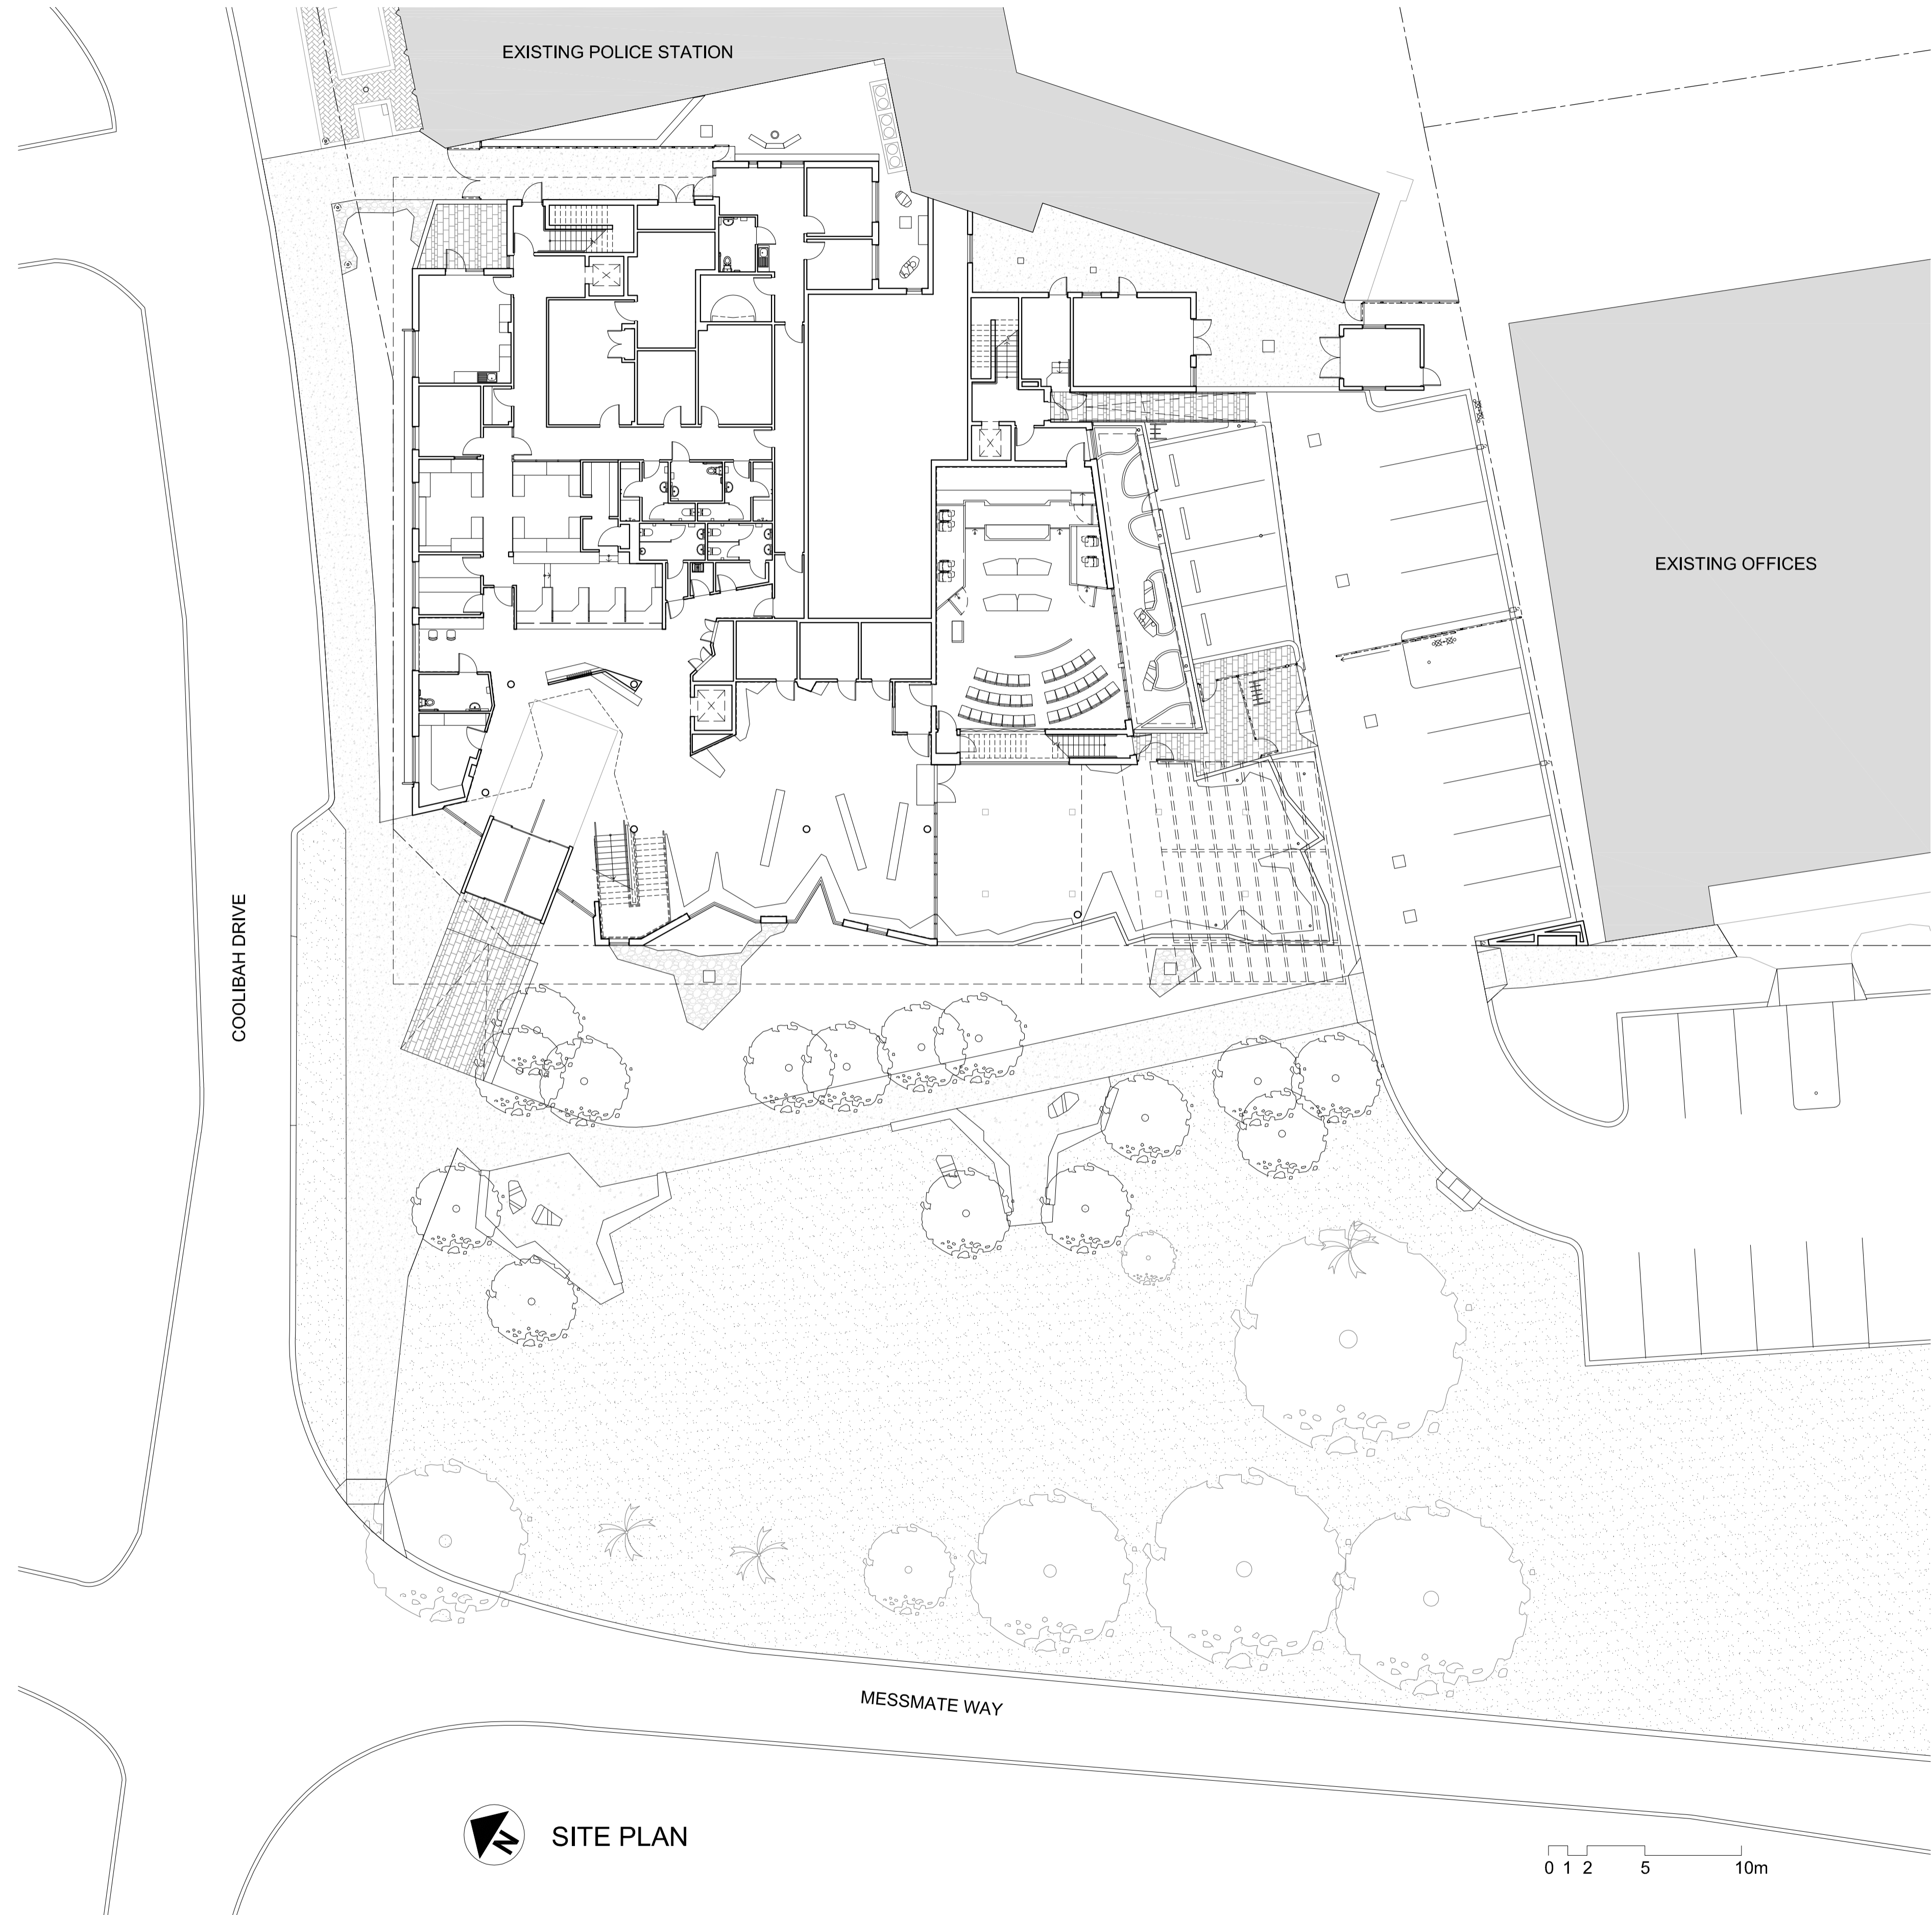 EXISTING POLICE STATION
EXISTING OFFICES
COOLIBAH DRIVE
MESSMATE WAY
N
SITE PLAN
0 1 2 5 10m